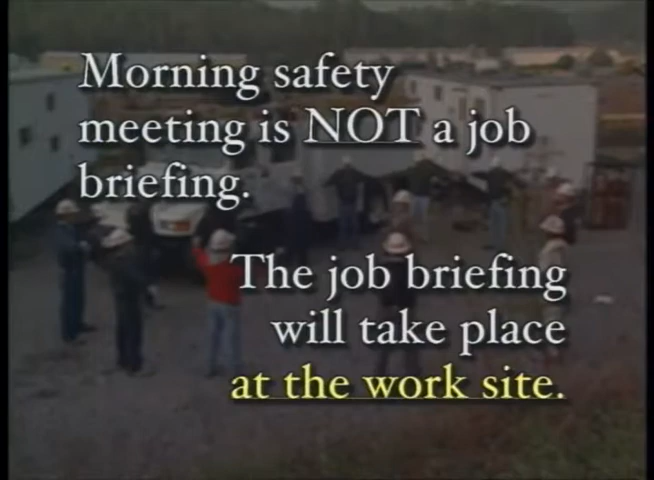 Morning safety
meeting is NOT a job
briefing.
The job briefing
will take place
at the work site.